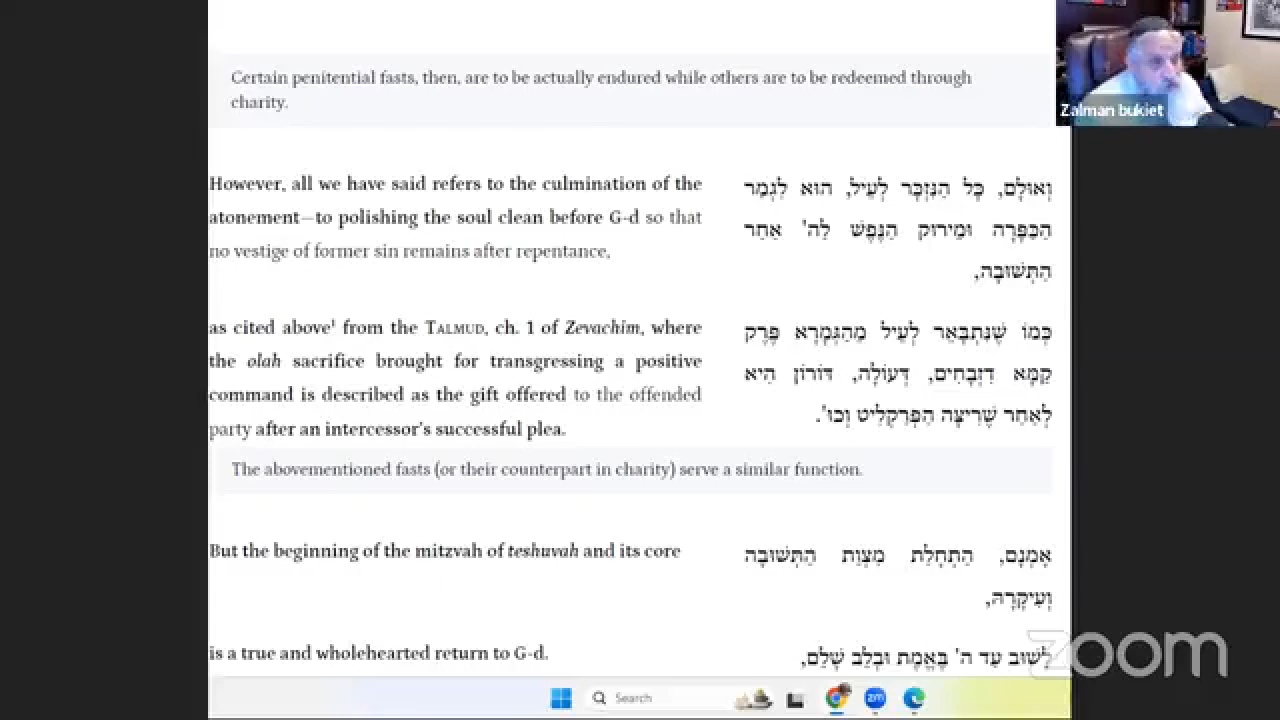 Certain penitential fasts, then, are to be actually endured while others are to be redeemed through
charity.
Zalman bukiet
However, all we have said refers to the culmination of the
atonement—to polishing the soul clean before G-d so that
no vestige of former sin remains after repentance,
וְאוּלָם, כָּל הַנִּזְכָּר לְעֵיל, הוּא לִגְמַר
הַכַּפָּרָה וּמֵירוּק הַנֶּפֶשׁ לַה' אַחַר
הַתְּשׁוּבָה,
as cited above¹ from the TALMUD, ch. 1 of Zevachim, where
the olah sacrifice brought for transgressing a positive
command is described as the gift offered to the offended
party after an intercessor's successful plea.
כְּמוֹ שֶׁנִּתְבָּאֵר לְעֵיל מֵהַגְּמָרָא פֶּרֶק
קַמָּא דִזְבָחִים, דְּעוֹלָה, דּוֹרוֹן הִיא
לְאַחַר שֶׁרִיצָּה הַפְּרַקְלִיט וְכוּ'.
The abovementioned fasts (or their counterpart in charity) serve a similar function.
But the beginning of the mitzvah of teshuvah and its core
אָמְנָם, הַתְחָלַת מִצְוַת הַתְּשׁוּבָה
וְעִיקָּרָהּ,
is a true and wholehearted return to G-d.
לָשׁוּב עַד ה' בֶּאֱמֶת וּבְלֵב שָׁלֵם,
zoom
Search
zm